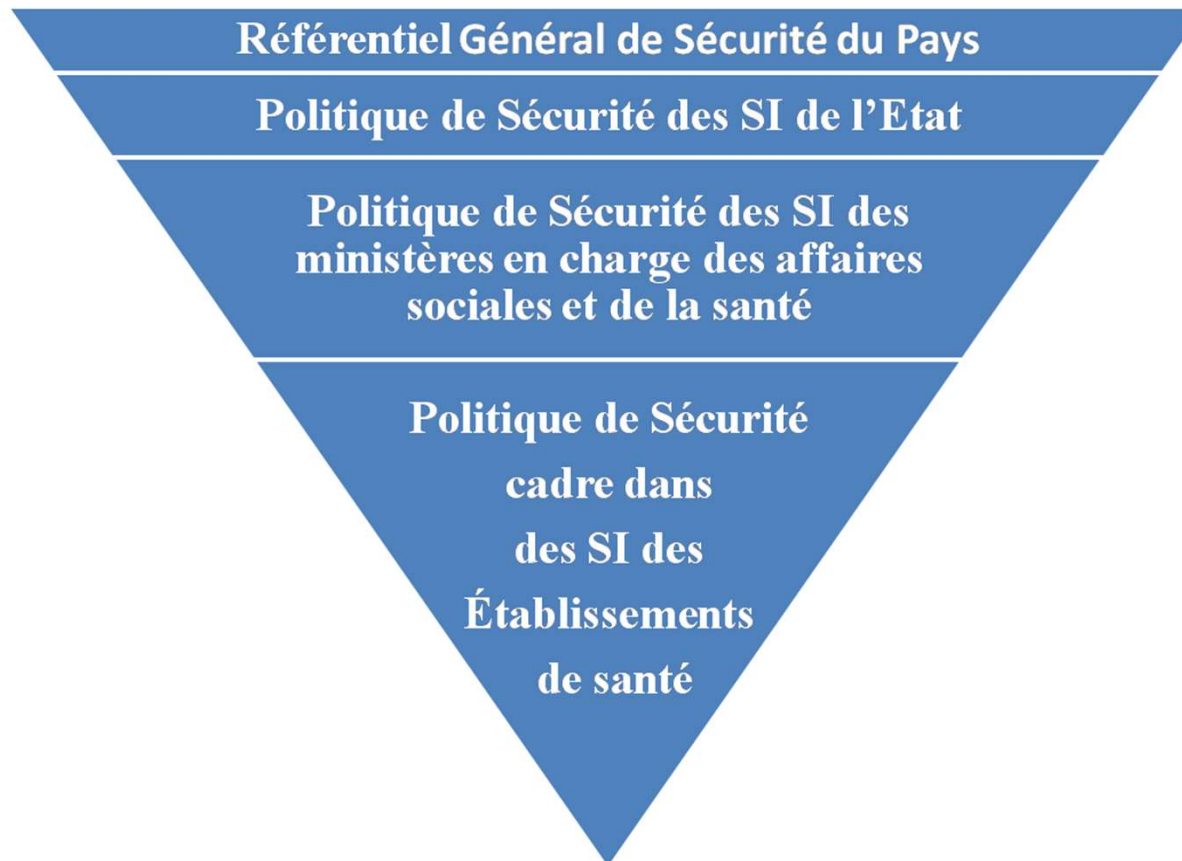 Référentiel Général de Sécurité du Pays
Politique de Sécurité des SI de l’Etat
Politique de Sécurité des SI des
ministères en charge des affaires
sociales et de la santé
Politique de Sécurité
cadre dans
des SI des
Établissements
de santé